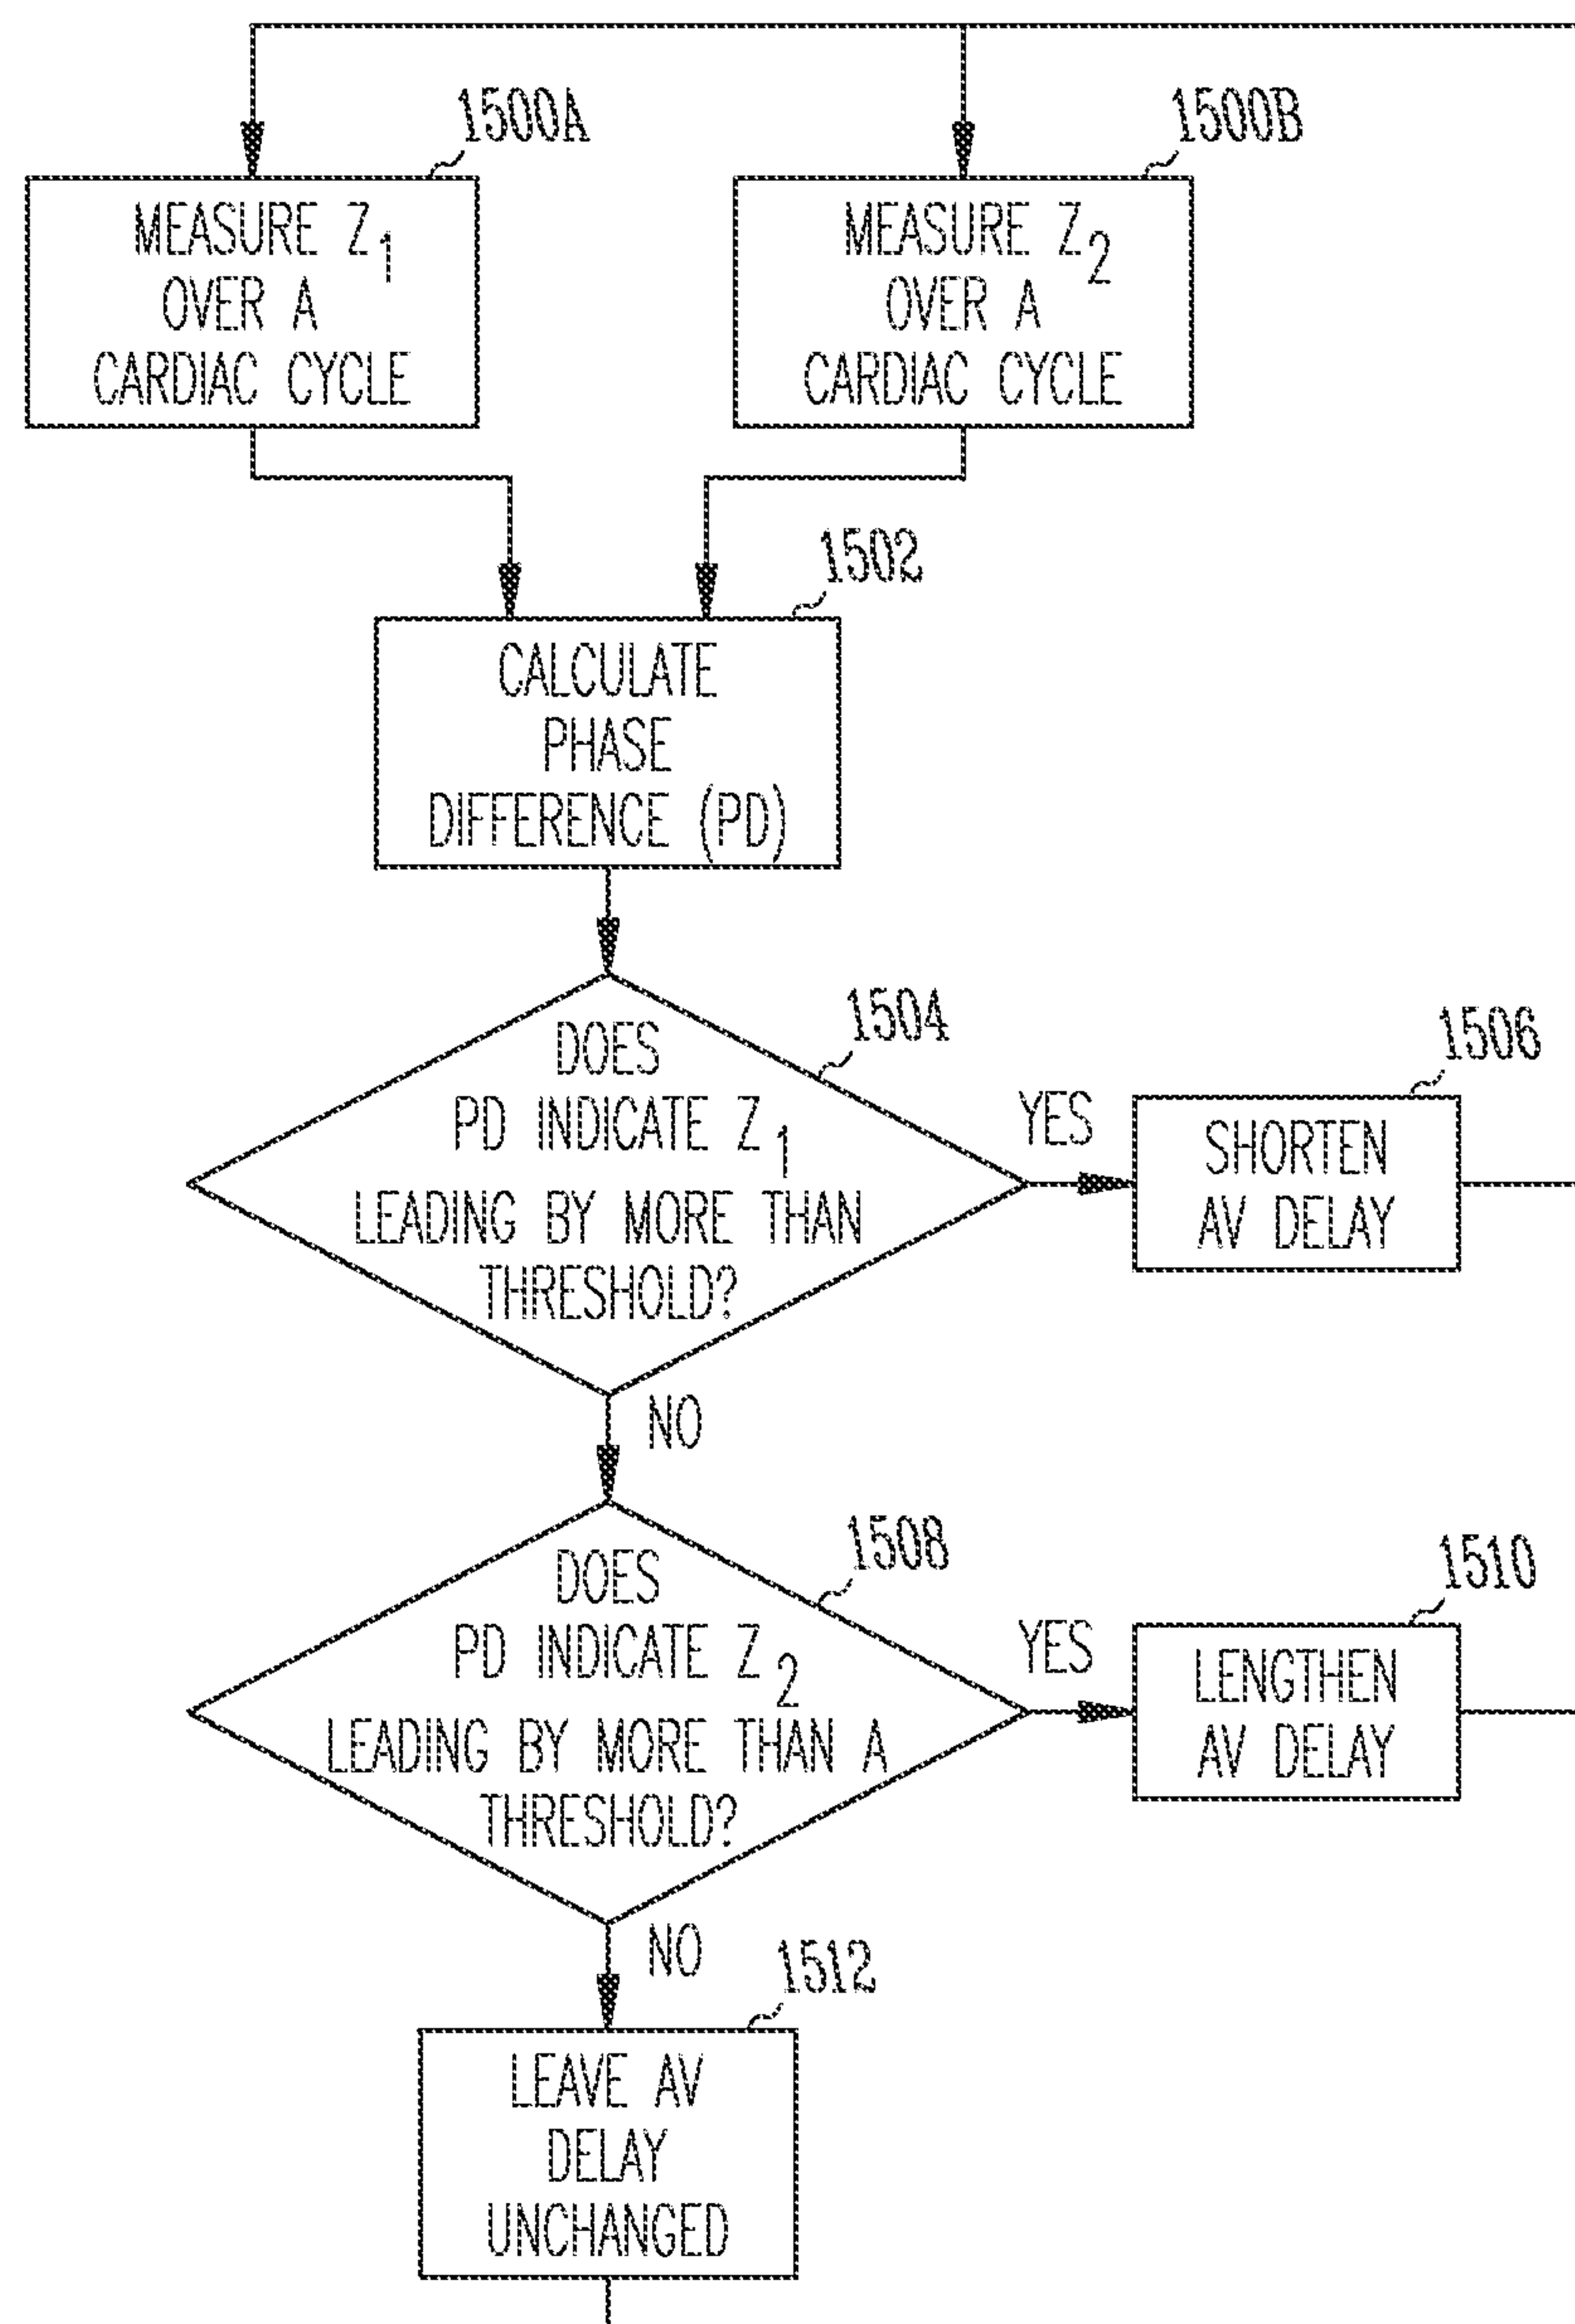 1500A
MEASURE Z1
OVER A
CARDIAC CYCLE
1500B
MEASURE Z2
OVER A
CARDIAC CYCLE
1502
CALCULATE
PHASE
DIFFERENCE (PD)
1504
DOES
PD INDICATE Z1
LEADING BY MORE THAN
THRESHOLD?
YES
1506
SHORTEN
AV DELAY
NO
1508
DOES
PD INDICATE Z2
LEADING BY MORE THAN A
THRESHOLD?
YES
1510
LENGTHEN
AV DELAY
NO
1512
LEAVE AV
DELAY
UNCHANGED